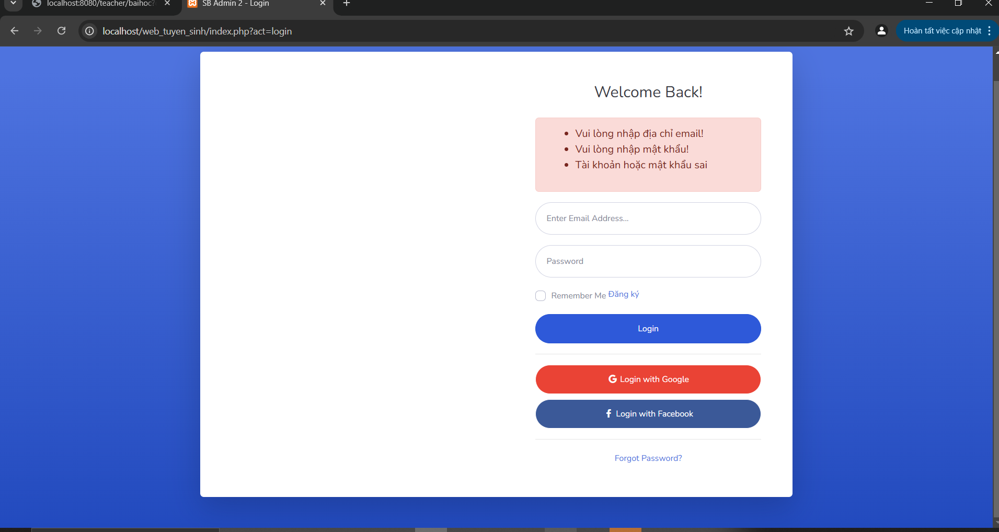 localhost:8080/teacher/baihoc?
SB Admin 2 - Login
localhost/web_tuyen_sinh/index.php?act=login
Hoàn tất việc cập nhật
Welcome Back!
Vui lòng nhập địa chỉ email!
Vui lòng nhập mật khẩu!
Tài khoản hoặc mật khẩu sai
Enter Email Address...
Password
Remember Me Đăng ký
Login
Login with Google
Login with Facebook
Forgot Password?